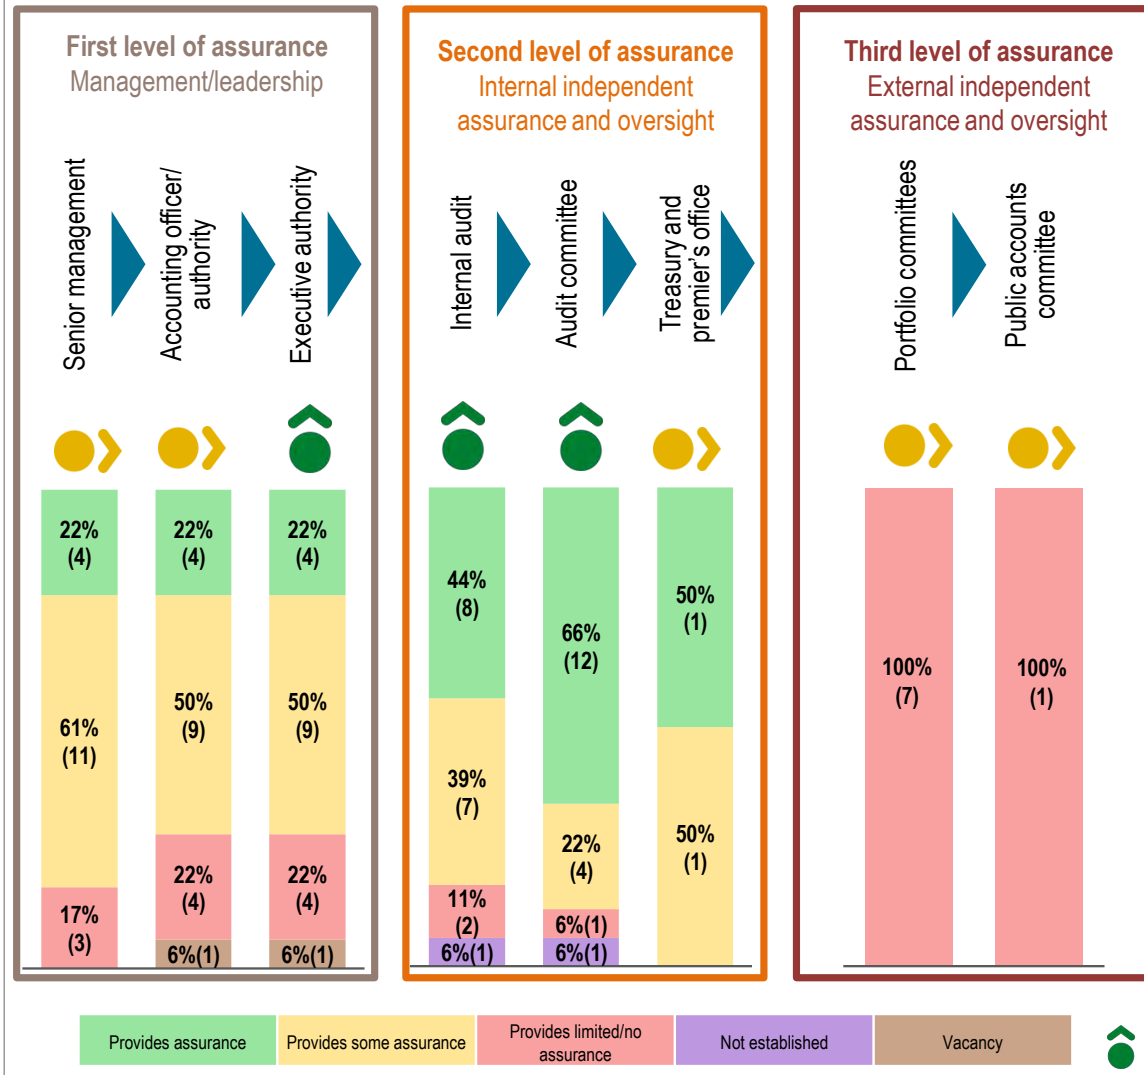 First level of assurance
Management/leadership
Senior management
Accounting officer/
authority
Executive authority
22%
(4)
61%
(11)
17%
(3)
22%
(4)
50%
(9)
22%
(4)
6%(1)
22%
(4)
50%
(9)
22%
(4)
6%(1)
Second level of assurance
Internal independent
assurance and oversight
Internal audit
Audit committee
Treasury and
premier's office
44%
(8)
39%
(7)
11%
(2)
6%(1)
66%
(12)
22%
(4)
6%(1)
6%(1)
50%
(1)
50%
(1)
Third level of assurance
External independent
assurance and oversight
Portfolio committees
Public accounts
committee
100%
(7)
100%
(1)
Provides assurance
Provides some assurance
Provides limited/no
assurance
Not established
Vacancy